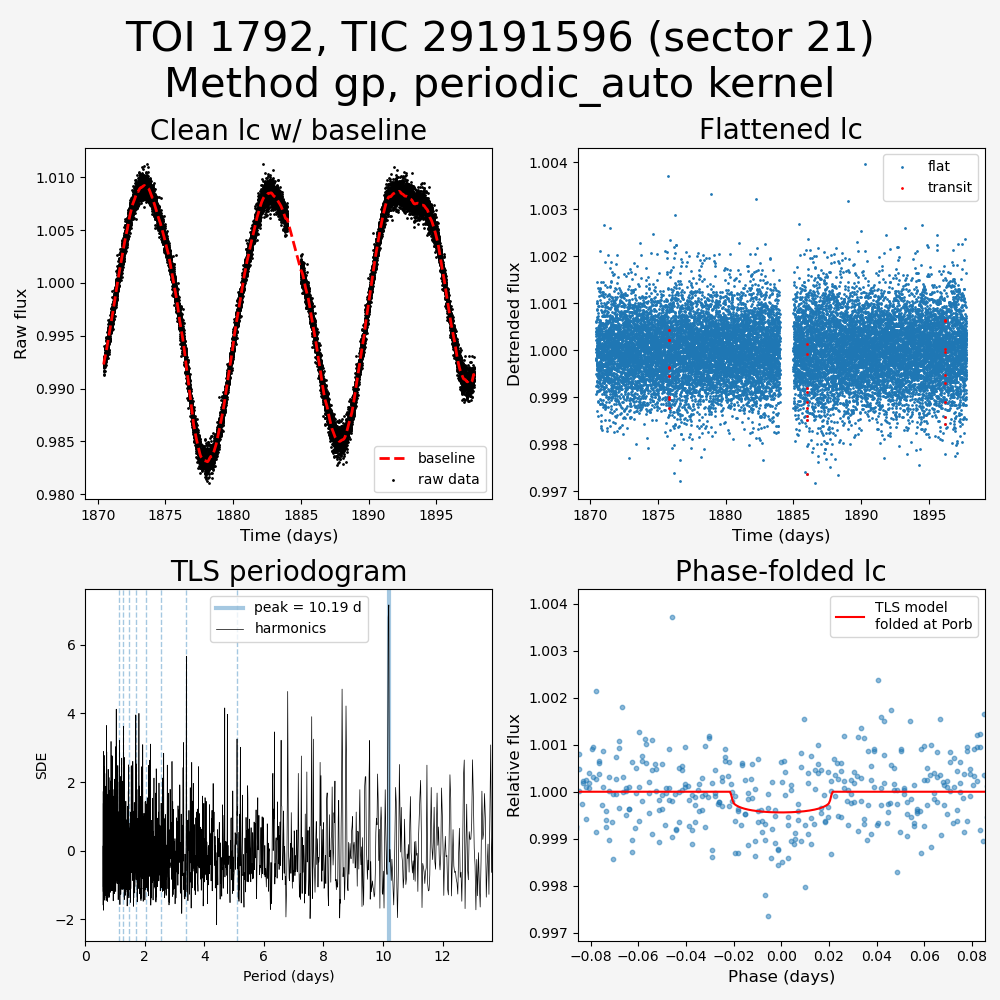 TOI 1792, TIC 29191596 (sector 21)
Method gp, periodic_auto kernel
Clean lc w/ baseline
Raw flux
1.010
1.005
1.000
0.995
0.990
0.985
0.980
baseline
raw data
1870
1875
1880
1885
1890
1895
Time (days)
Flattened lc
Detrended flux
1.004
1.003
1.002
1.001
1.000
0.999
0.998
0.997
flat
transit
1870
1875
1880
1885
1890
1895
Time (days)
TLS periodogram
SDE
6
4
2
0
−2
peak = 10.19 d
harmonics
0
2
4
6
8
10
12
Period (days)
Phase-folded lc
Relative flux
1.004
1.003
1.002
1.001
1.000
0.999
0.998
0.997
TLS model
folded at Porb
−0.08
−0.06
−0.04
−0.02
0.00
0.02
0.04
0.06
0.08
Phase (days)